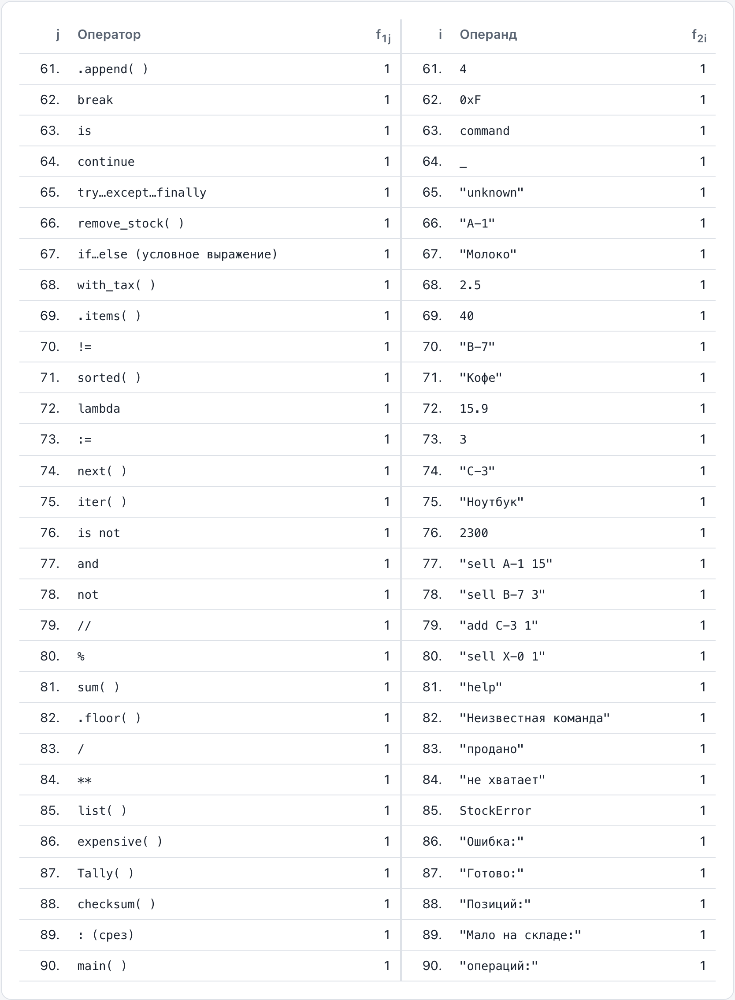 j Оператор f1j i Операнд f2i
61. .append( ) 1 61. 4 1
62. break 1 62. 0xF 1
63. is 1 63. command 1
64. continue 1 64. _ 1
65. try…except…finally 1 65. "unknown" 1
66. remove_stock( ) 1 66. "A-1" 1
67. if…else (условное выражение) 1 67. "Молоко" 1
68. with_tax( ) 1 68. 2.5 1
69. .items( ) 1 69. 40 1
70. != 1 70. "B-7" 1
71. sorted( ) 1 71. "Кофе" 1
72. lambda 1 72. 15.9 1
73. := 1 73. 3 1
74. next( ) 1 74. "C-3" 1
75. iter( ) 1 75. "Ноутбук" 1
76. is not 1 76. 2300 1
77. and 1 77. "sell A-1 15" 1
78. not 1 78. "sell B-7 3" 1
79. // 1 79. "add C-3 1" 1
80. % 1 80. "sell X-0 1" 1
81. sum( ) 1 81. "help" 1
82. .floor( ) 1 82. "Неизвестная команда" 1
83. / 1 83. "продано" 1
84. ** 1 84. "не хватает" 1
85. list( ) 1 85. StockError 1
86. expensive( ) 1 86. "Ошибка:" 1
87. Tally( ) 1 87. "Готово:" 1
88. checksum( ) 1 88. "Позиций:" 1
89. : (срез) 1 89. "Мало на складе:" 1
90. main( ) 1 90. "операций:" 1